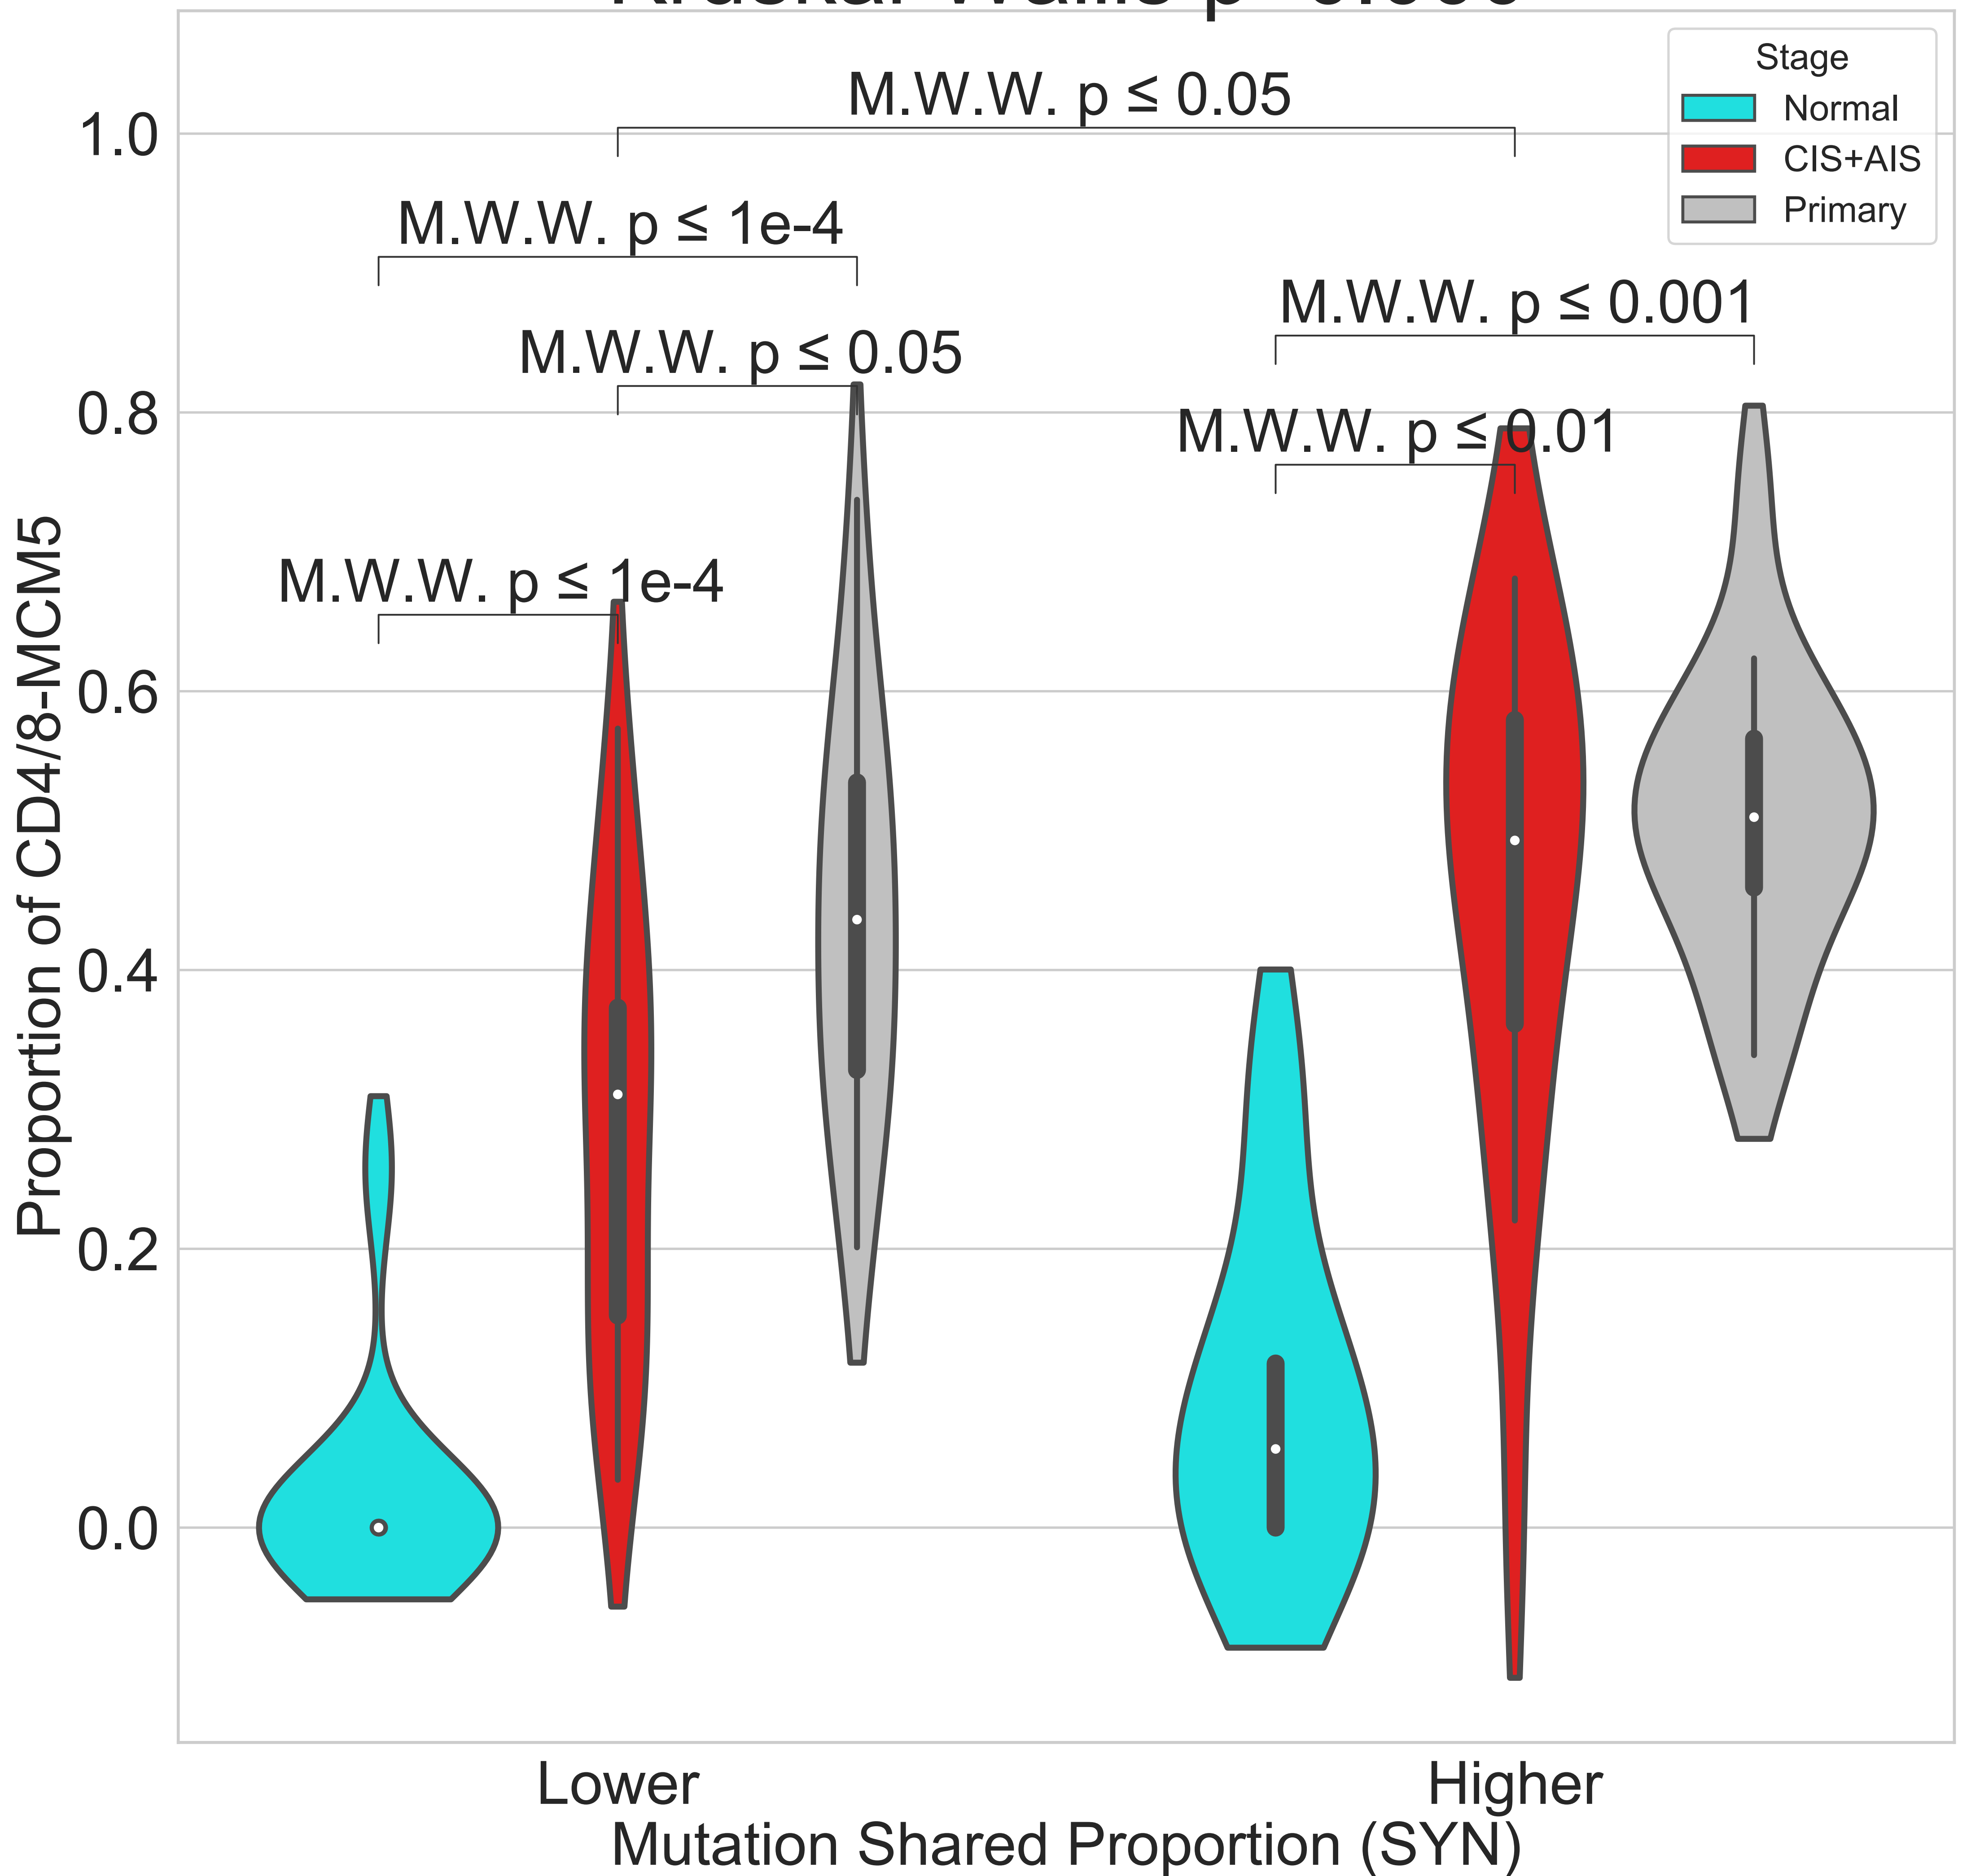 Stage
Normal
CIS+AIS
Primary
M.W.W. p ≤ 0.05
M.W.W. p ≤ 1e-4
M.W.W. p ≤ 0.001
M.W.W. p ≤ 0.05
M.W.W. p ≤ 0.01
M.W.W. p ≤ 1e-4
1.0
0.8
0.6
0.4
0.2
0.0
Proportion of CD4/8-MCM5
Lower
Higher
Mutation Shared Proportion (SYN)